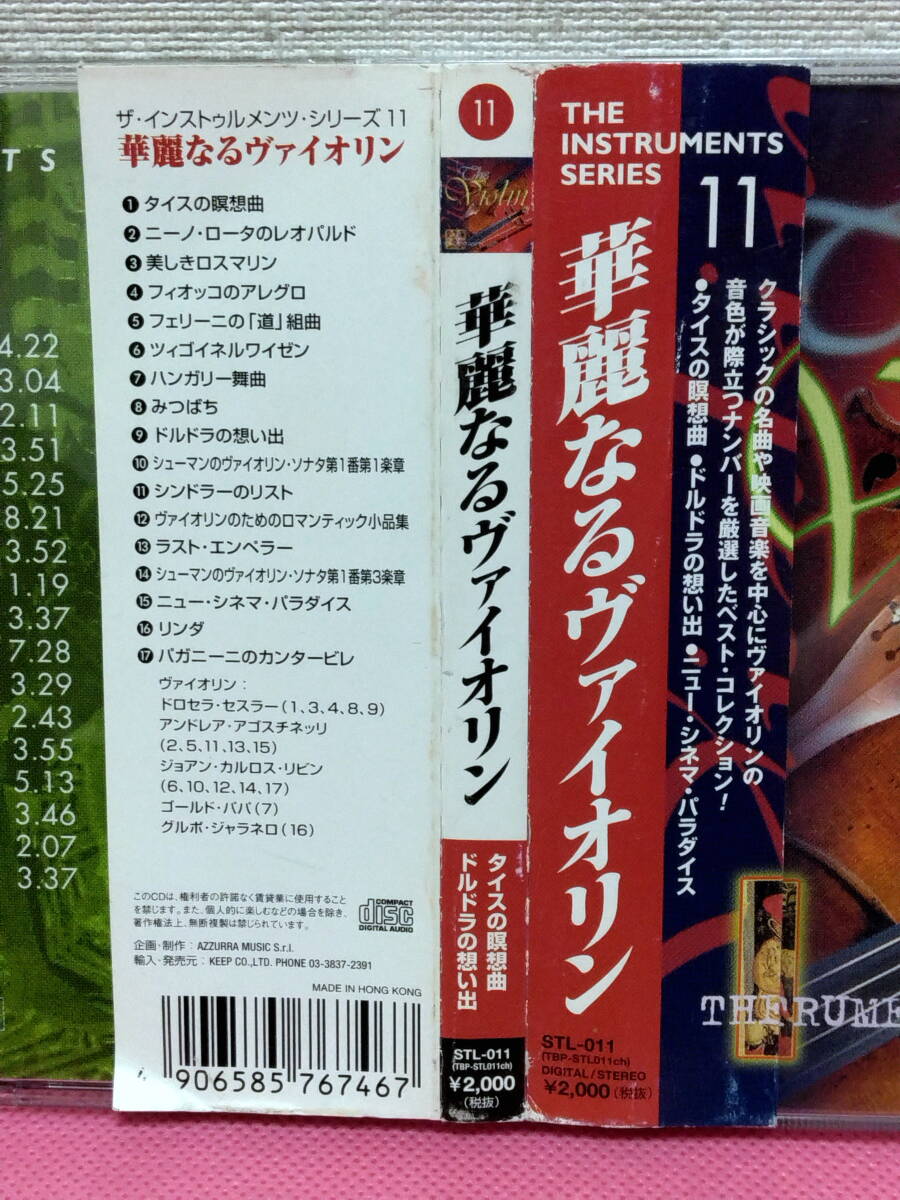 TS
4.22
3.04
2.11
3.51
5.25
8.21
3.52
1.19
3.37
7.28
3.29
2.43
3.55
5.13
3.46
2.07
3.37
ザ・インストゥルメンツ・シリーズ 11
華麗なるヴァイオリン
❶ タイスの瞑想曲
❷ ニーノ・ロータのレオパルド
❸ 美しきロスマリン
❹ フィオッコのアレグロ
❺ フェリーニの「道」組曲
❻ ツィゴイネルワイゼン
❼ ハンガリー舞曲
❽ みつばち
❾ ドルドラの想い出
❿ シューマンのヴァイオリン・ソナタ第1番第1楽章
⓫ シンドラーのリスト
⓬ ヴァイオリンのためのロマンティック小品集
⓭ ラスト・エンペラー
⓮ シューマンのヴァイオリン・ソナタ第1番第3楽章
⓯ ニュー・シネマ・パラダイス
⓰ リンダ
⓱ パガニーニのカンタービレ
ヴァイオリン：
ドロセラ・セスラー（1、3、4、8、9）
アンドレア・アゴスチネッリ
（2、5、11、13、15）
ジョアン・カルロス・リビン
（6、10、12、14、17）
ゴールド・ババ（7）
グルポ・ジャラネロ（16）
このCDは、権利者の許諾なく賃貸業に使用すること
を禁じます。また、個人的に楽しむなどの場合を除き、
著作権法上、無断複製は禁じられています。
COMPACT
disc
DIGITAL AUDIO
企画・制作： AZZURRA MUSIC S.r.l.
輸入・発売元： KEEP CO.,LTD. PHONE 03-3837-2391
MADE IN HONG KONG
906585 767467
11
The
Violin
華麗なるヴァイオリン
タイスの瞑想曲
ドルドラの想い出
STL-011
(TBP-STL011ch)
¥2,000
(税抜)
THE
INSTRUMENTS
SERIES
11
クラシックの名曲や映画音楽を中心にヴァイオリンの
音色が際立つナンバーを厳選したベスト・コレクション！
●タイスの瞑想曲 ●ドルドラの想い出 ●ニュー・シネマ・パラダイス
華麗なるヴァイオリン
STL-011
(TBP-STL011ch)
DIGITAL/STEREO
¥2,000(税抜)